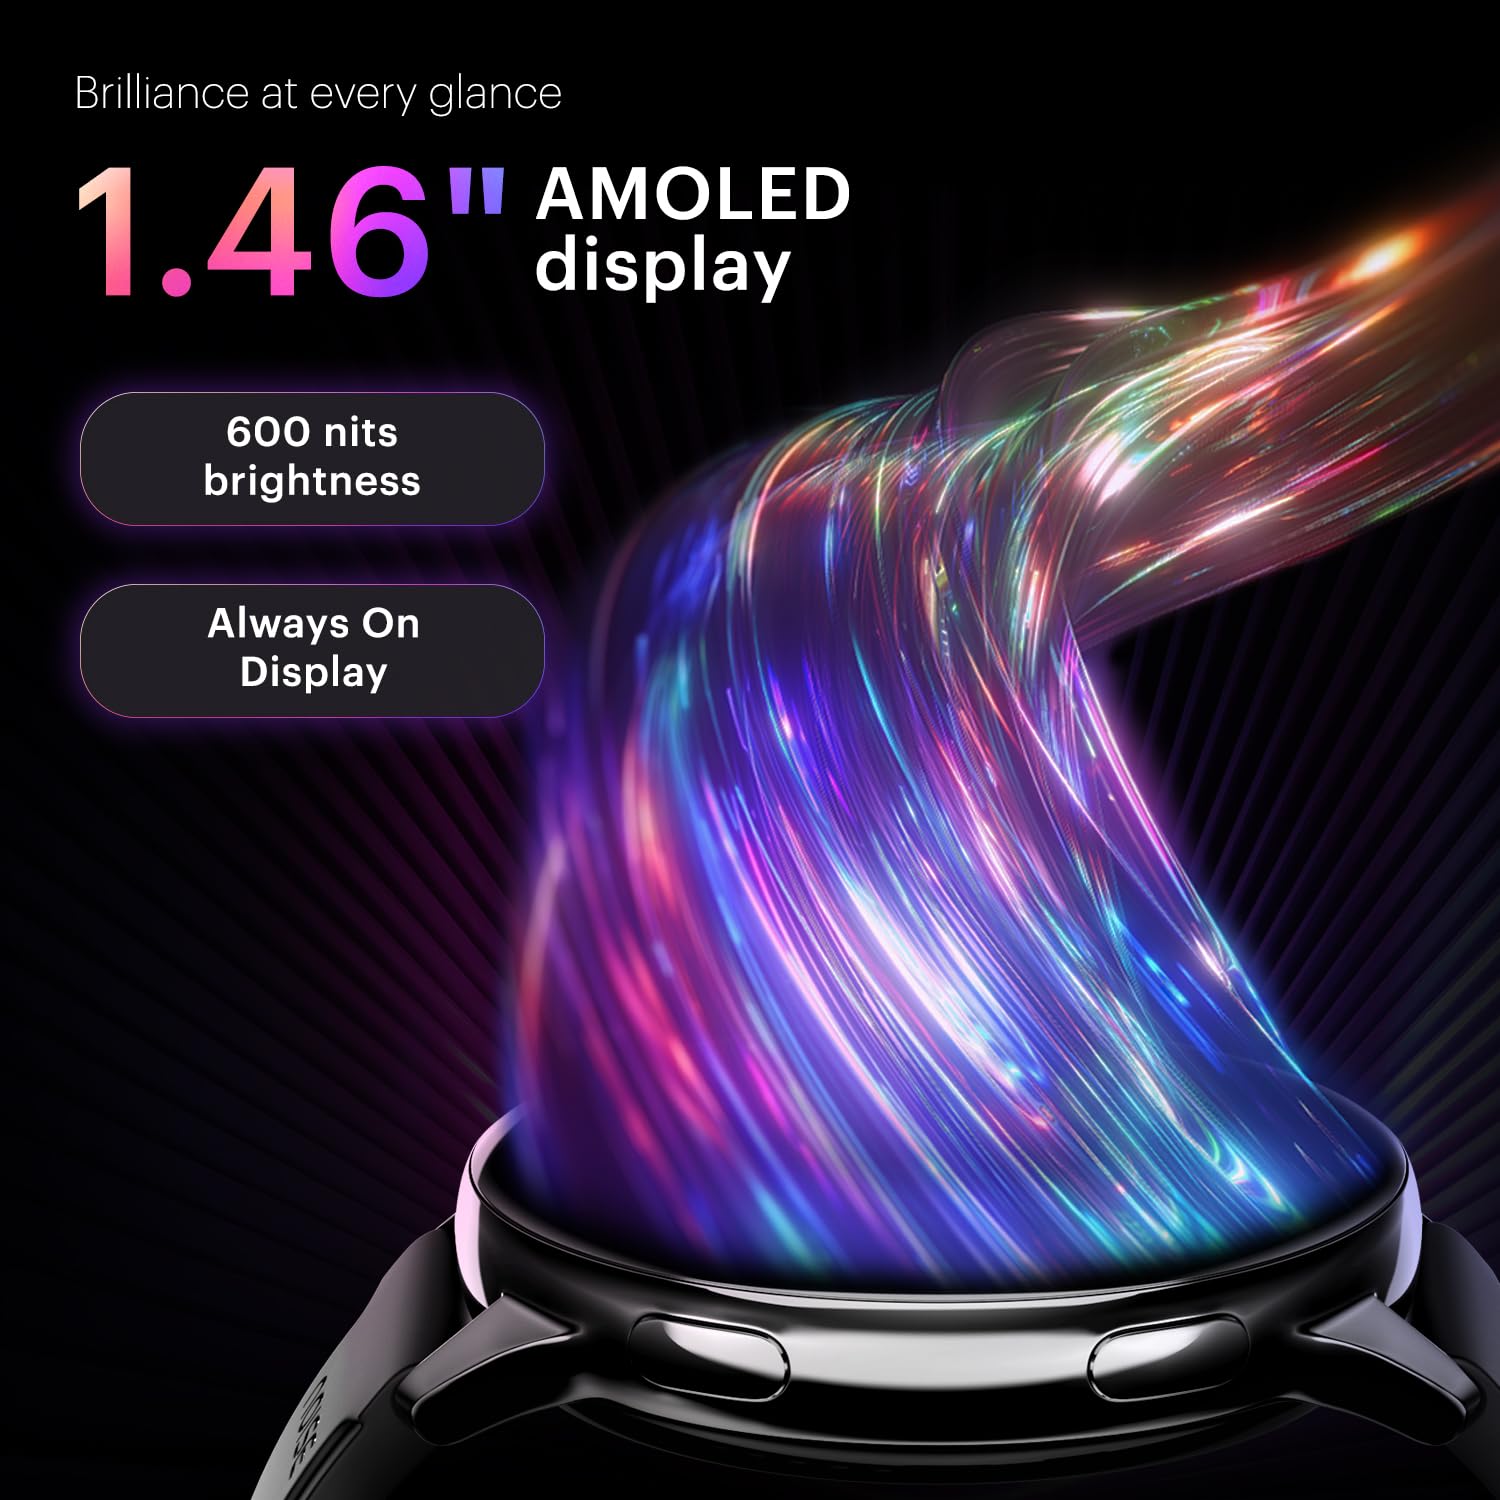 Brilliance at every glance
1.46" AMOLED
display
600 nits
brightness
Always On
Display